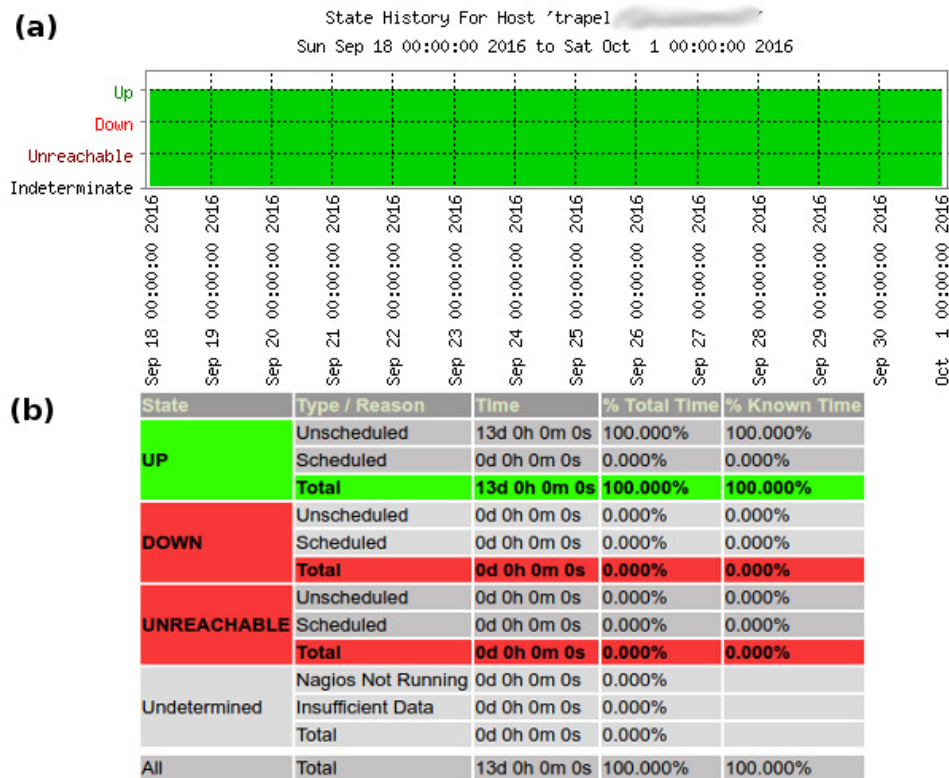 (a)
State History For Host 'trapel
Sun Sep 18 00:00:00 2016 to Sat Oct  1 00:00:00 2016
Up
Down
Unreachable
Indeterminate
Sep 18 00:00:00 2016
Sep 19 00:00:00 2016
Sep 20 00:00:00 2016
Sep 21 00:00:00 2016
Sep 22 00:00:00 2016
Sep 23 00:00:00 2016
Sep 24 00:00:00 2016
Sep 25 00:00:00 2016
Sep 26 00:00:00 2016
Sep 27 00:00:00 2016
Sep 28 00:00:00 2016
Sep 29 00:00:00 2016
Sep 30 00:00:00 2016
Oct  1 00:00:00 2016
(b)
State Type / Reason Time % Total Time % Known Time
UP
Unscheduled 13d 0h 0m 0s 100.000% 100.000%
Scheduled 0d 0h 0m 0s 0.000% 0.000%
Total 13d 0h 0m 0s 100.000% 100.000%
DOWN
Unscheduled 0d 0h 0m 0s 0.000% 0.000%
Scheduled 0d 0h 0m 0s 0.000% 0.000%
Total 0d 0h 0m 0s 0.000% 0.000%
UNREACHABLE
Unscheduled 0d 0h 0m 0s 0.000% 0.000%
Scheduled 0d 0h 0m 0s 0.000% 0.000%
Total 0d 0h 0m 0s 0.000% 0.000%
Undetermined
Nagios Not Running 0d 0h 0m 0s 0.000%
Insufficient Data 0d 0h 0m 0s 0.000%
Total 0d 0h 0m 0s 0.000%
All Total 13d 0h 0m 0s 100.000% 100.000%